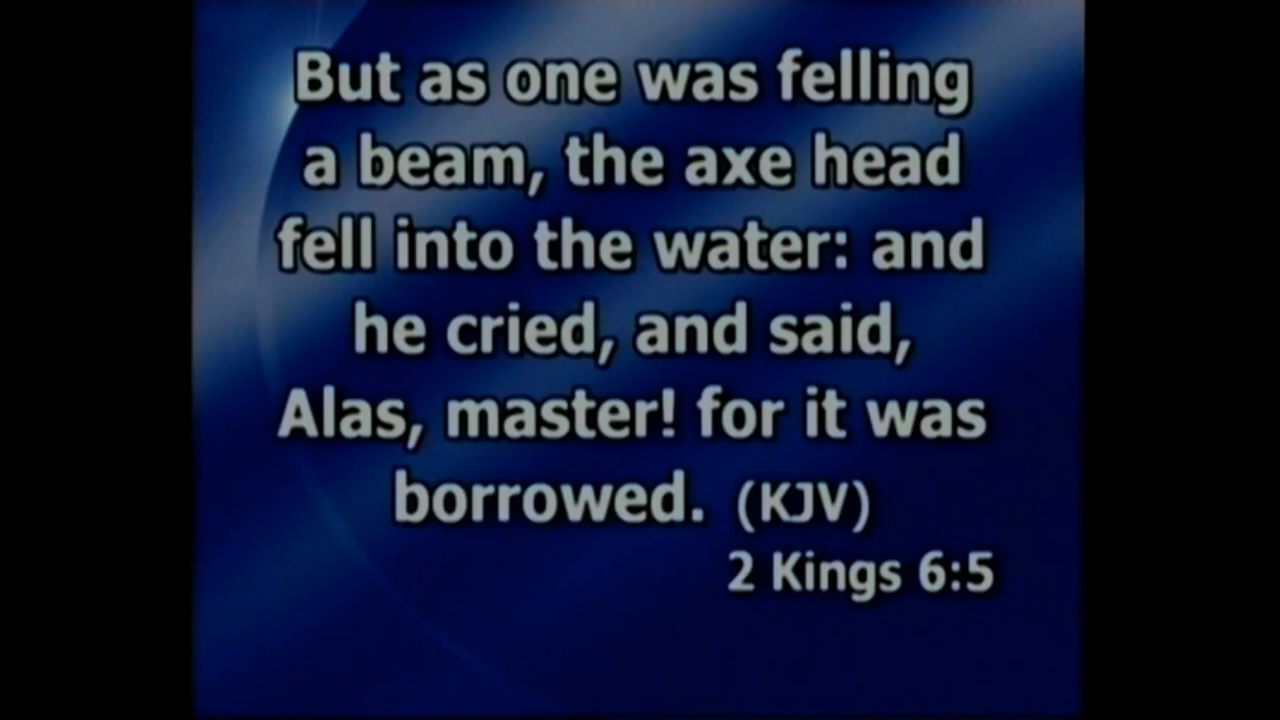 But as one was felling
a beam, the axe head
fell into the water: and
he cried, and said,
Alas, master! for it was
borrowed. (KJV)
2 Kings 6:5